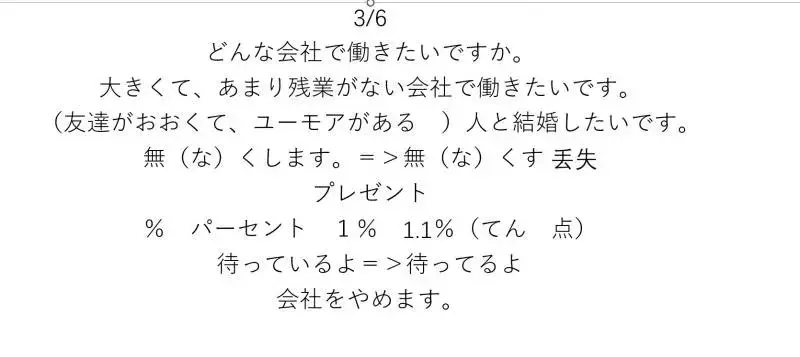 3/6
どんな会社で働きたいですか。
大きくて、あまり残業がない会社で働きたいです。
（友達がおおくて、ユーモアがある　）人と結婚したいです。
無（な）くします。＝＞無（な）くす 丟失
プレゼント
％　パーセント　１％　1.1%（てん　点）
待っているよ＝＞待ってるよ
会社をやめます。